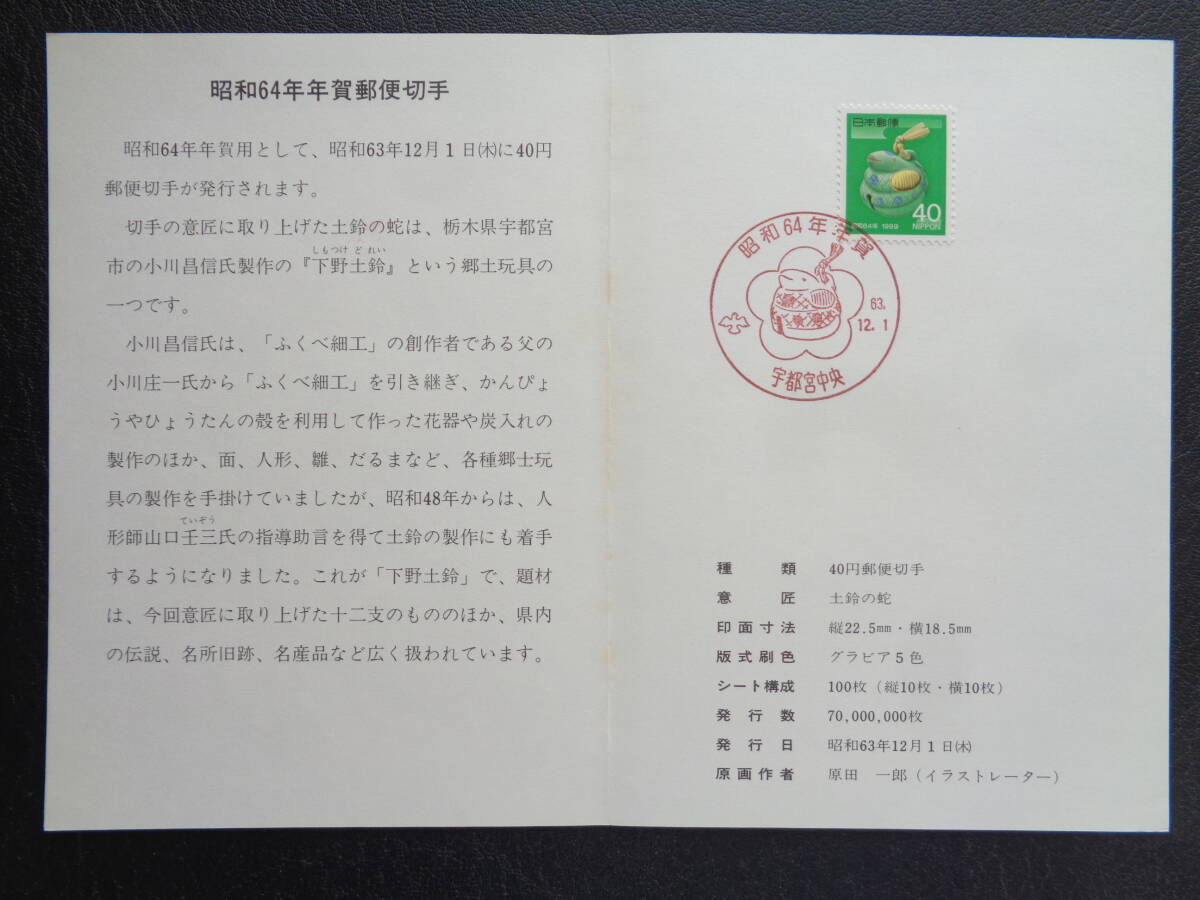 昭和64年年賀郵便切手
昭和64年年賀用として、昭和63年12月1日㈭に40円
郵便切手が発行されます。
切手の意匠に取り上げた土鈴の蛇は、栃木県宇都宮
しもつけ ど れい
市の小川昌信氏製作の『下野土鈴』という郷土玩具の
一つです。
小川昌信氏は、「ふくべ細工」の創作者である父の
小川庄一氏から「ふくべ細工」を引き継ぎ、かんぴょ
うやひょうたんの殻を利用して作った花器や炭入れの
製作のほか、面、人形、雛、だるまなど、各種郷土玩
具の製作を手掛けていましたが、昭和48年からは、人
ていぞう
形師山口壬三氏の指導助言を得て土鈴の製作にも着手
するようになりました。これが「下野土鈴」で、題材
は、今回意匠に取り上げた十二支のもののほか、県内
の伝説、名所旧跡、名産品など広く扱われています。
日本郵便
40
昭和64年 1989 NIPPON
昭和64年年賀
63.
12.1
宇都宮中央
種類 40円郵便切手
意匠 土鈴の蛇
印面寸法 縦22.5㎜・横18.5㎜
版式刷色 グラビア5色
シート構成 100枚（縦10枚・横10枚）
発行数 70,000,000枚
発行日 昭和63年12月1日㈭
原画作者 原田 一郎（イラストレーター）